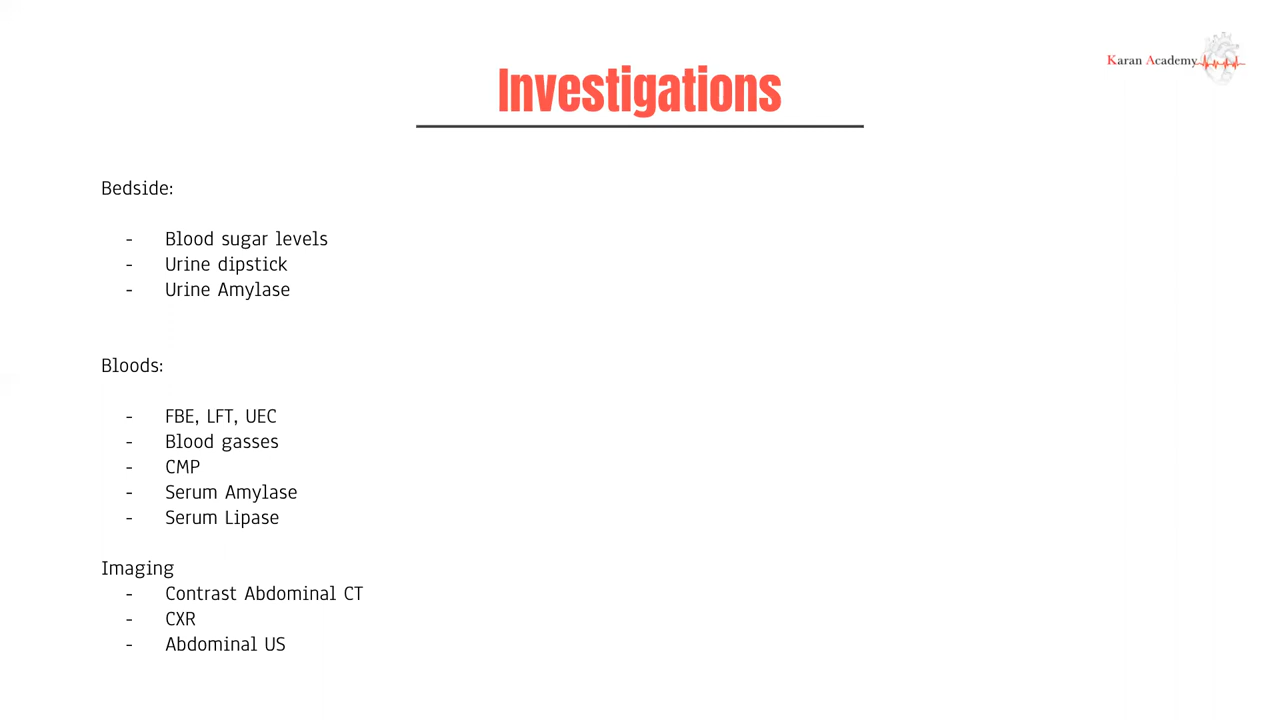 Karan Academy
Investigations
Bedside:
- Blood sugar levels
- Urine dipstick
- Urine Amylase
Bloods:
- FBE, LFT, UEC
- Blood gasses
- CMP
- Serum Amylase
- Serum Lipase
Imaging
- Contrast Abdominal CT
- CXR
- Abdominal US